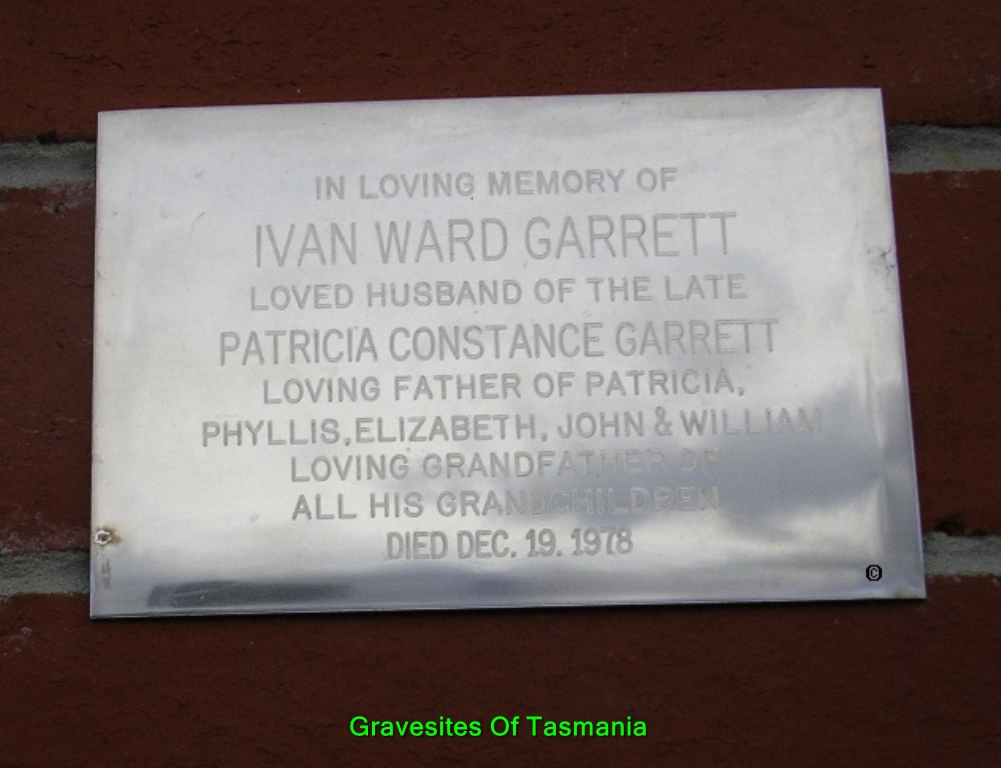 IN LOVING MEMORY OF
IVAN WARD GARRETT
LOVED HUSBAND OF THE LATE
PATRICIA CONSTANCE GARRETT
LOVING FATHER OF PATRICIA,
PHYLLIS, ELIZABETH, JOHN & WILLIAM
LOVING GRANDFATHER OF
ALL HIS GRANDCHILDREN
DIED DEC. 19. 1978
©
Gravesites Of Tasmania